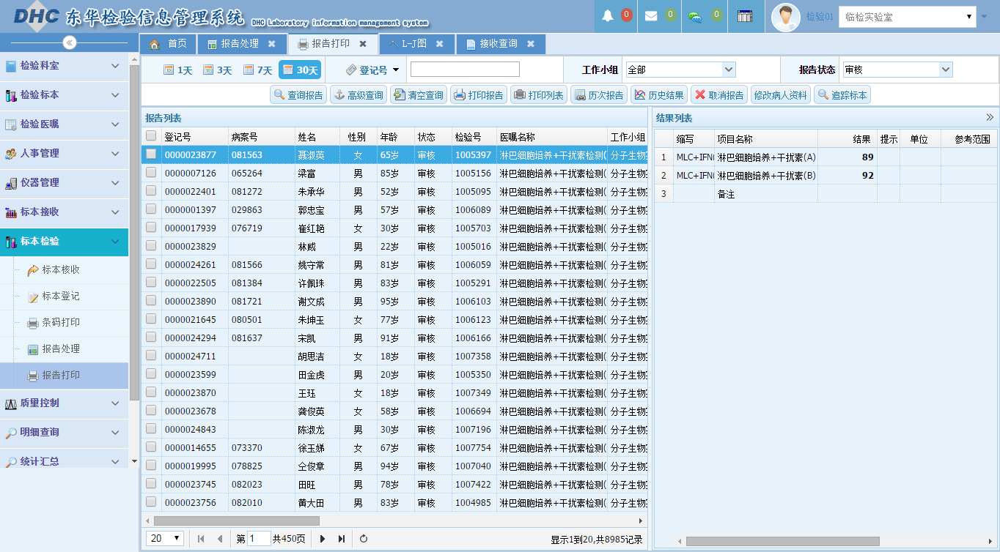 DHC 东华检验信息管理系统 DHC Laboratory information management system
0 0 0 检验01 临检实验室
首页 报告处理 报告打印 L-J图 接收查询
检验科室
检验标本
检验医嘱
人事管理
仪器管理
标本接收
标本检验
标本核收
标本登记
条码打印
报告处理
报告打印
质量控制
明细查询
统计汇总
1天 3天 7天 30天 登记号 工作小组 全部 报告状态 审核
查询报告 高级查询 清空查询 打印报告 打印列表 历次报告 历史结果 取消报告 修改病人资料 追踪标本
报告列表
登记号 病案号 姓名 性别 年龄 状态 检验号 医嘱名称 工作小组
0000023877 081563 聂淑英 女 65岁 审核 1005397 淋巴细胞培养+干扰素检测( 分子生物
0000007126 065264 梁富 男 85岁 审核 1005156 淋巴细胞培养+干扰素检测( 分子生物
0000022401 081272 朱承华 男 52岁 审核 1005095 淋巴细胞培养+干扰素检测( 分子生物
0000001397 029863 郭忠宝 男 57岁 审核 1006089 淋巴细胞培养+干扰素检测( 分子生物
0000017939 076719 崔红艳 女 30岁 审核 1005703 淋巴细胞培养+干扰素检测( 分子生物
0000023829 林威 男 22岁 审核 1005016 淋巴细胞培养+干扰素检测( 分子生物
0000024261 081566 姚守常 男 81岁 审核 1006059 淋巴细胞培养+干扰素检测( 分子生物
0000022505 081384 许佩珠 男 83岁 审核 1005291 淋巴细胞培养+干扰素检测( 分子生物
0000023890 081721 谢文成 男 95岁 审核 1006103 淋巴细胞培养+干扰素检测( 分子生物
0000021645 080501 朱坤玉 女 77岁 审核 1006123 淋巴细胞培养+干扰素检测( 分子生物
0000024294 081637 宋凯 男 91岁 审核 1006166 淋巴细胞培养+干扰素检测( 分子生物
0000024711 胡思洁 女 18岁 审核 1007358 淋巴细胞培养+干扰素检测( 分子生物
0000023599 田金虎 男 20岁 审核 1005350 淋巴细胞培养+干扰素检测( 分子生物
0000023870 王珏 女 18岁 审核 1007349 淋巴细胞培养+干扰素检测( 分子生物
0000023678 龚俊英 女 58岁 审核 1006694 淋巴细胞培养+干扰素检测( 分子生物
0000024843 陈淑龙 男 30岁 审核 1007196 淋巴细胞培养+干扰素检测( 分子生物
0000014655 073370 徐玉娣 女 67岁 审核 1007754 淋巴细胞培养+干扰素检测( 分子生物
0000019995 078825 仝俊章 男 94岁 审核 1007040 淋巴细胞培养+干扰素检测( 分子生物
0000023745 082023 田旺 男 78岁 审核 1007422 淋巴细胞培养+干扰素检测( 分子生物
0000023756 082010 黄大田 男 83岁 审核 1004985 淋巴细胞培养+干扰素检测( 分子生物
20 第 1 共450页 显示1到20,共8985记录
结果列表
缩写 项目名称 结果 提示 单位 参考范围
1 MLC+IFN( 淋巴细胞培养+干扰素(A) 89
2 MLC+IFN( 淋巴细胞培养+干扰素(B) 92
3 备注